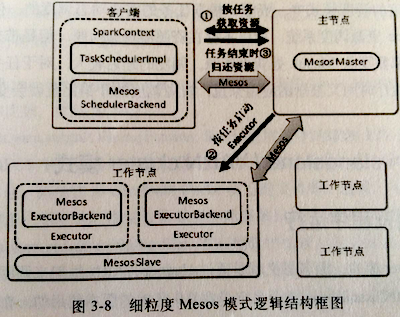 客户端
SparkContext
TaskSchedulerImpl
Mesos
SchedulerBackend
① 按任务
获取资源
任务结束时③
归还资源
Mesos
主节点
Mesos Master
② 按任务启动
Executor
Mesos
工作节点
Mesos
ExecutorBackend
Executor
Mesos
ExecutorBackend
Executor
Mesos Slave
工作节点
工作节点
图 3-8 细粒度 Mesos 模式逻辑结构框图